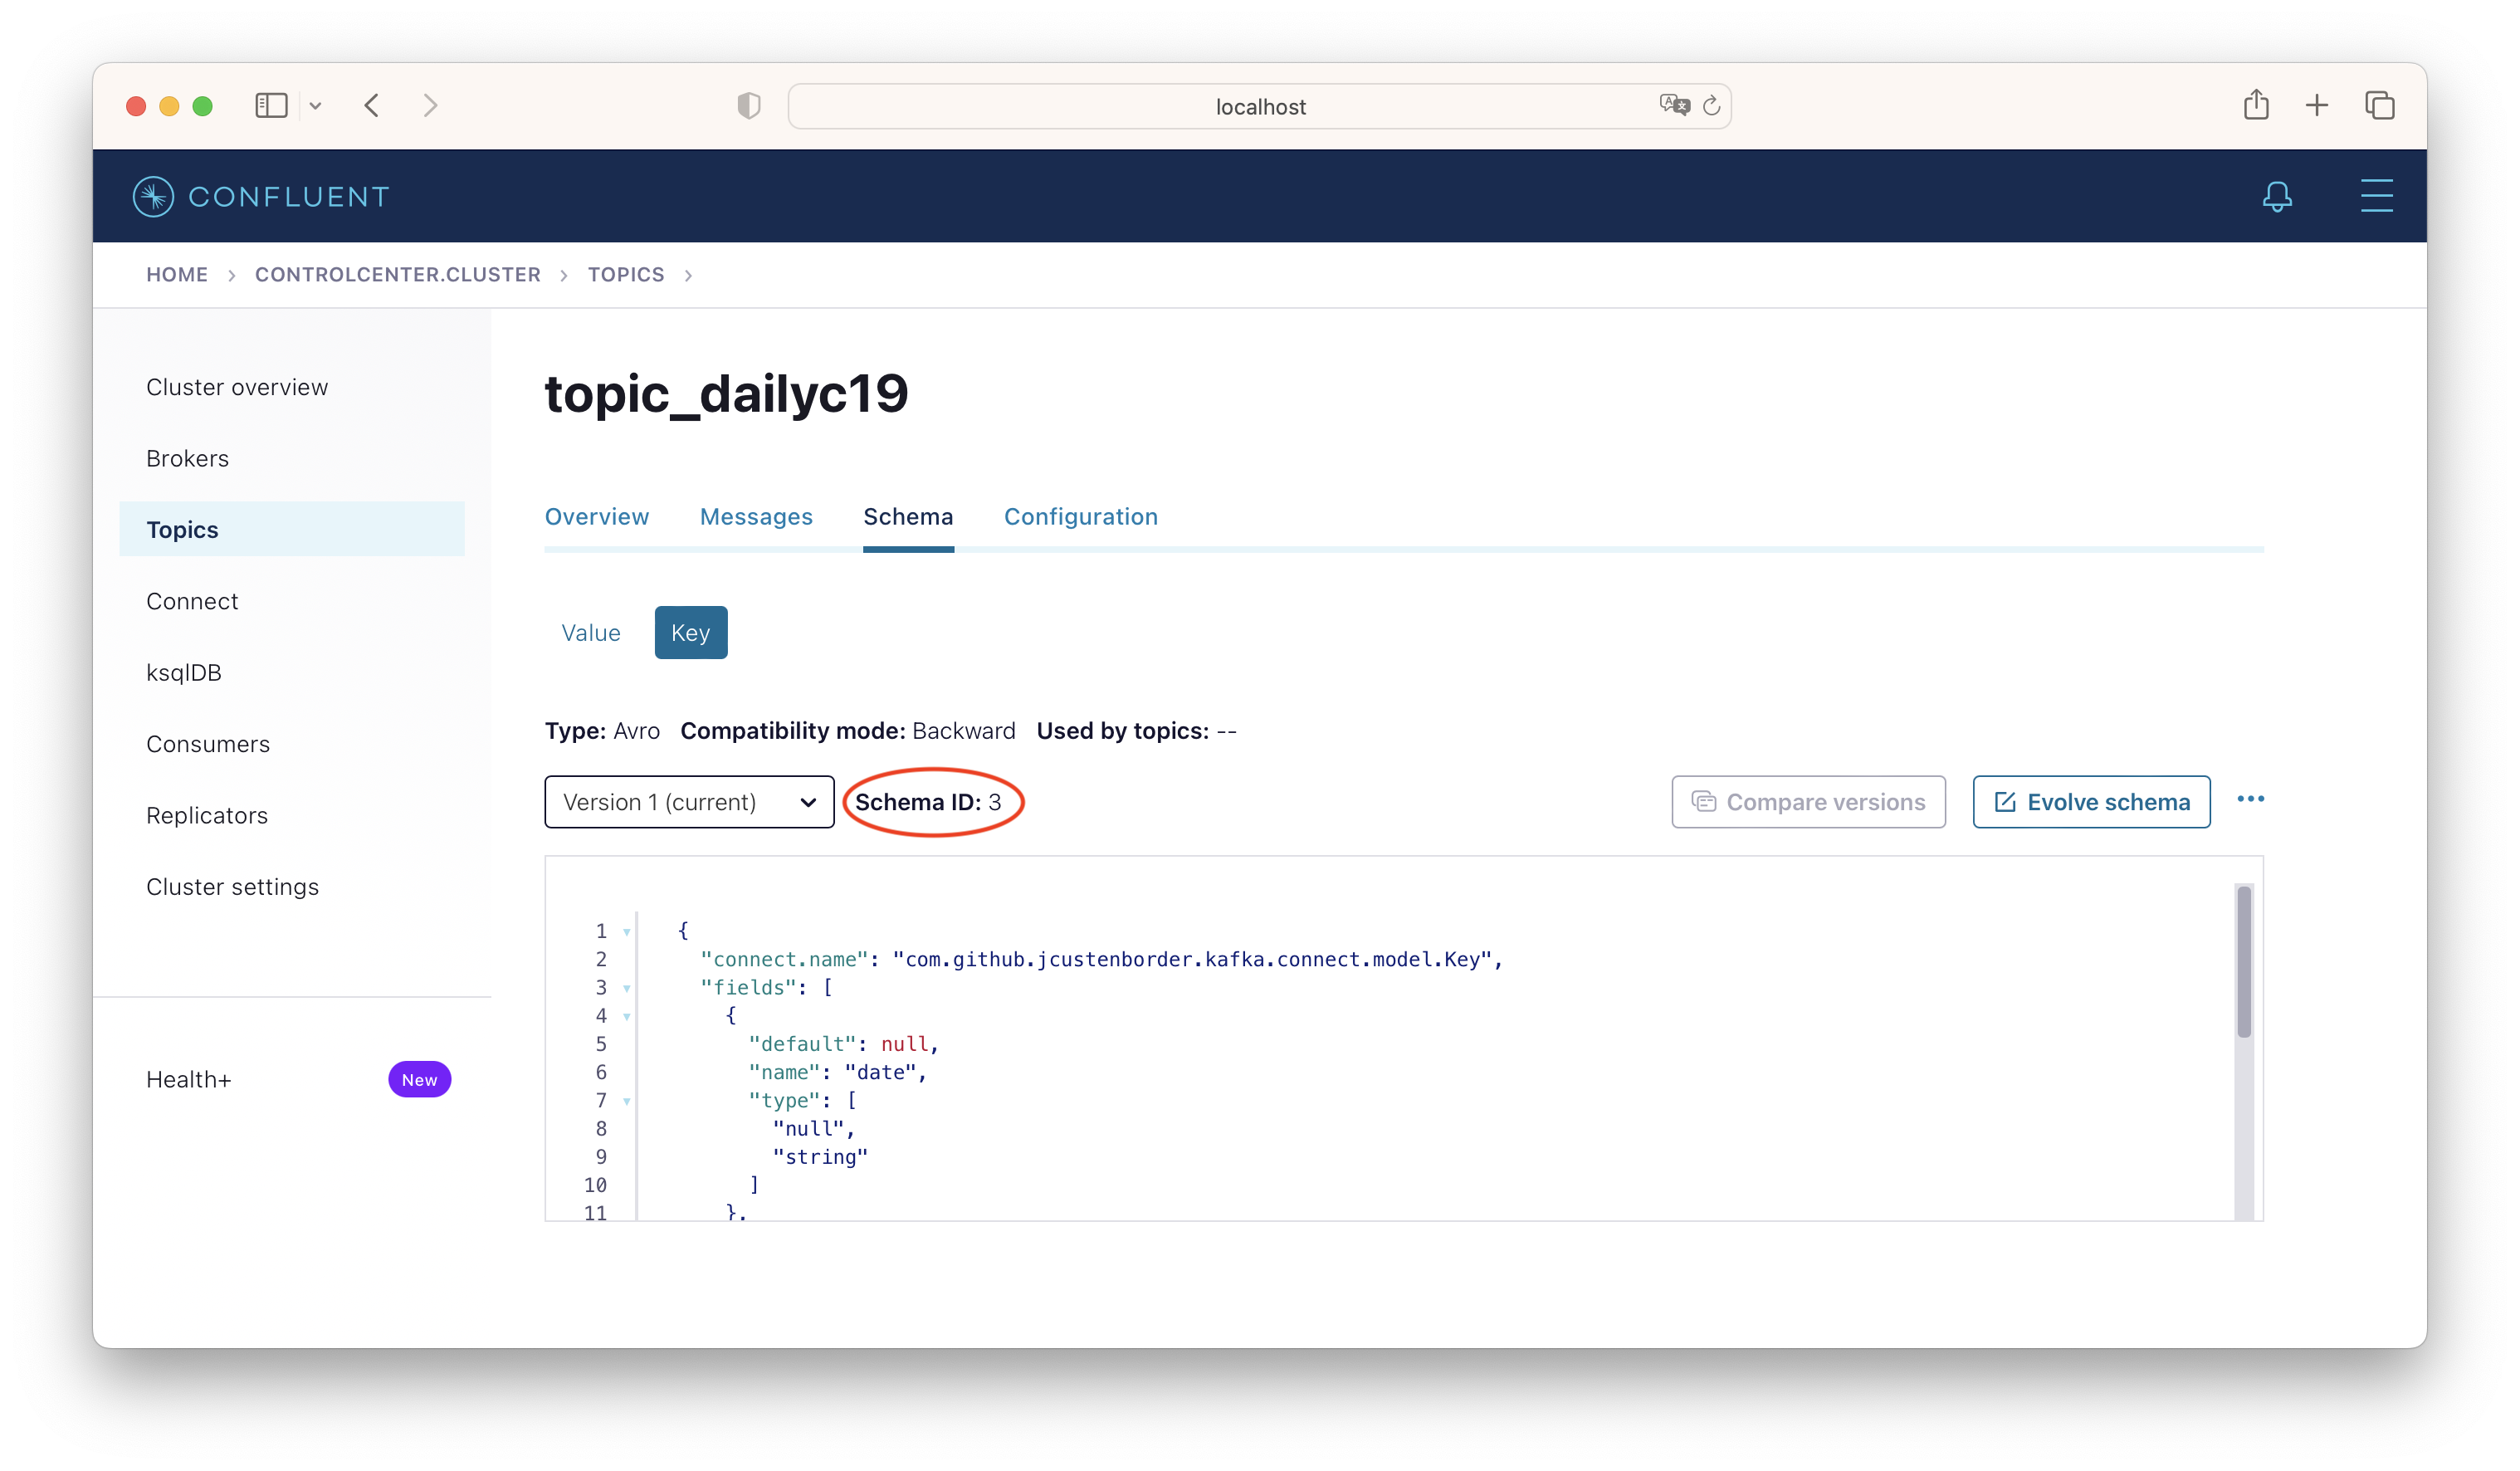 localhost
CONFLUENT
HOME > CONTROLCENTER.CLUSTER > TOPICS >
Cluster overview
Brokers
Topics
Connect
ksqlDB
Consumers
Replicators
Cluster settings
Health+ New
topic_dailyc19
Overview Messages Schema Configuration
Value Key
Type: Avro Compatibility mode: Backward Used by topics: --
Version 1 (current) Schema ID: 3 Compare versions Evolve schema
1 {
2 "connect.name": "com.github.jcustenborder.kafka.connect.model.Key",
3 "fields": [
4 {
5 "default": null,
6 "name": "date",
7 "type": [
8 "null",
9 "string"
10 ]
11 },